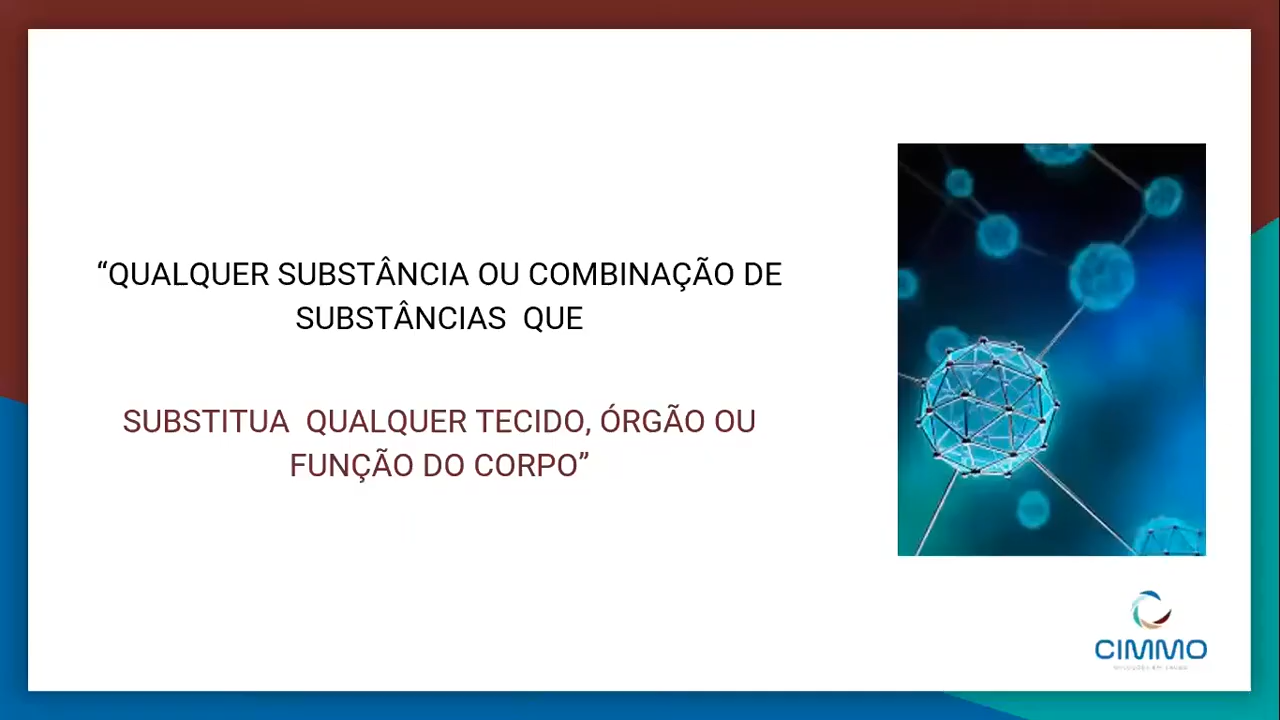 “QUALQUER SUBSTÂNCIA OU COMBINAÇÃO DE
SUBSTÂNCIAS QUE
SUBSTITUA QUALQUER TECIDO, ÓRGÃO OU
FUNÇÃO DO CORPO”
CIMMO